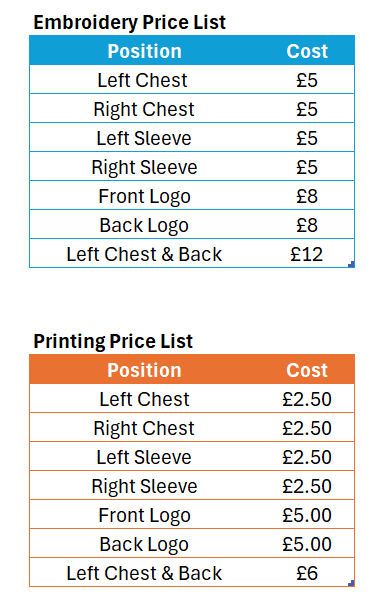 Embroidery Price List
Position Cost
Left Chest £5
Right Chest £5
Left Sleeve £5
Right Sleeve £5
Front Logo £8
Back Logo £8
Left Chest & Back £12
Printing Price List
Position Cost
Left Chest £2.50
Right Chest £2.50
Left Sleeve £2.50
Right Sleeve £2.50
Front Logo £5.00
Back Logo £5.00
Left Chest & Back £6